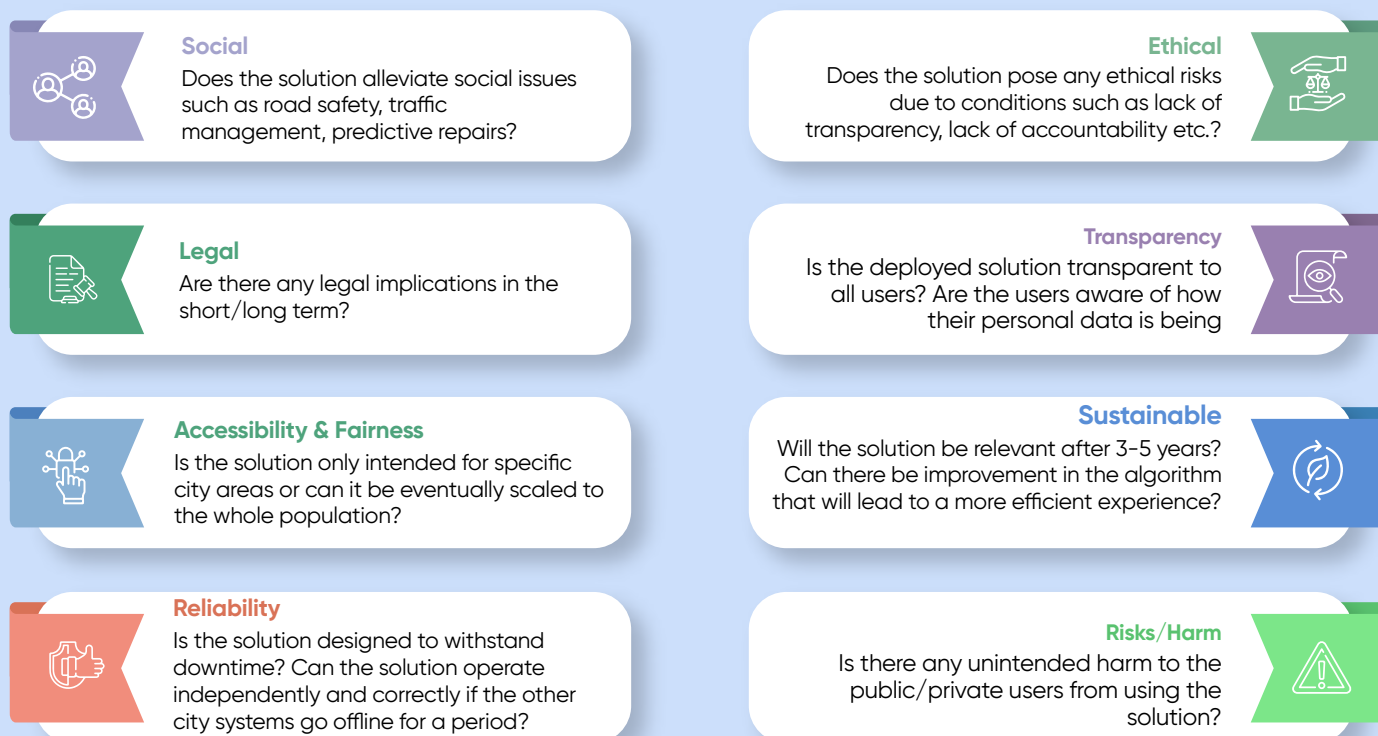 Social
Does the solution alleviate social issues
such as road safety, traffic
management, predictive repairs?
Ethical
Does the solution pose any ethical risks
due to conditions such as lack of
transparency, lack of accountability etc.?
Legal
Are there any legal implications in the
short/long term?
Transparency
Is the deployed solution transparent to
all users? Are the users aware of how
their personal data is being
Accessibility & Fairness
Is the solution only intended for specific
city areas or can it be eventually scaled to
the whole population?
Sustainable
Will the solution be relevant after 3-5 years?
Can there be improvement in the algorithm
that will lead to a more efficient experience?
Reliability
Is the solution designed to withstand
downtime? Can the solution operate
independently and correctly if the other
city systems go offline for a period?
Risks/Harm
Is there any unintended harm to the
public/private users from using the
solution?